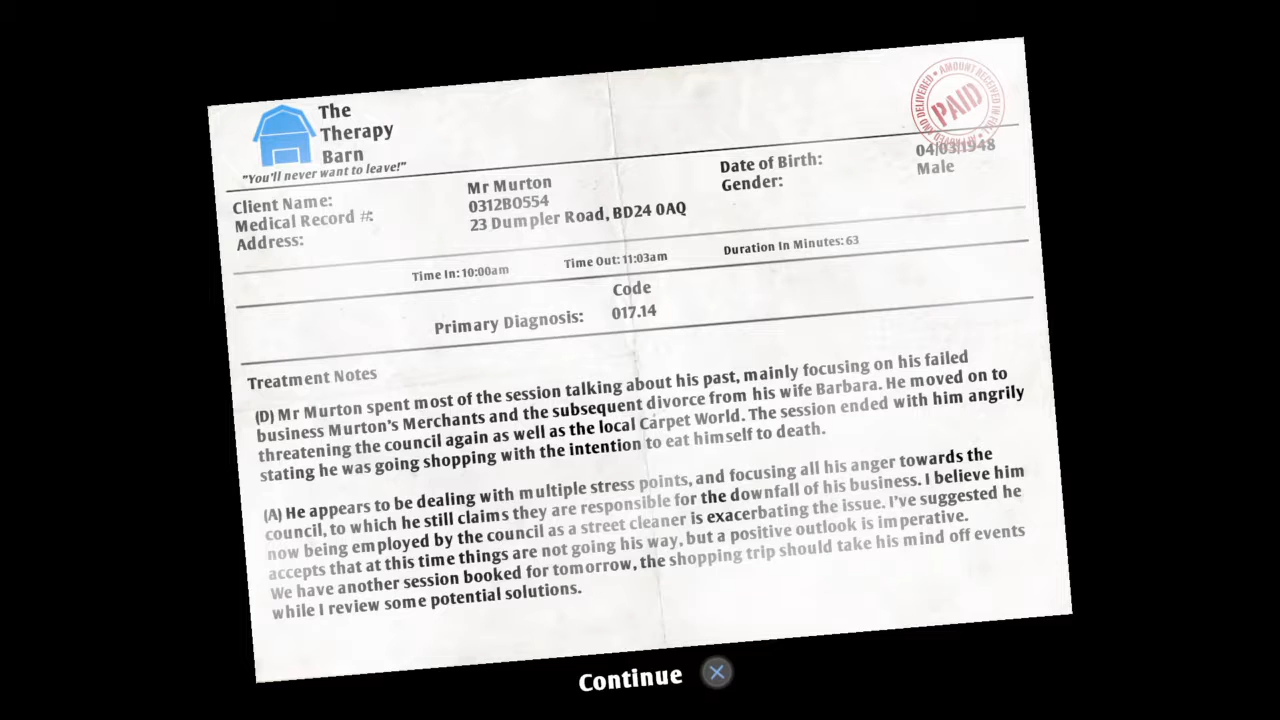 The
Therapy
Barn
"You'll never want to leave!"
AMOUNT RECEIVED IN FULL • APPROVED AND DELIVERED •
PAID
Client Name: Mr Murton
Medical Record #: 0312B0554
Address: 23 Dumpler Road, BD24 0AQ
Date of Birth: 04/03/1948
Gender: Male
Time In: 10:00am Time Out: 11:03am Duration In Minutes: 63
Code
Primary Diagnosis: 017.14
Treatment Notes
(D) Mr Murton spent most of the session talking about his past, mainly focusing on his failed
business Murton's Merchants and the subsequent divorce from his wife Barbara. He moved on to
threatening the council again as well as the local Carpet World. The session ended with him angrily
stating he was going shopping with the intention to eat himself to death.
(A) He appears to be dealing with multiple stress points, and focusing all his anger towards the
council, to which he still claims they are responsible for the downfall of his business. I believe him
now being employed by the council as a street cleaner is exacerbating the issue. I've suggested he
accepts that at this time things are not going his way, but a positive outlook is imperative.
We have another session booked for tomorrow, the shopping trip should take his mind off events
while I review some potential solutions.
Continue